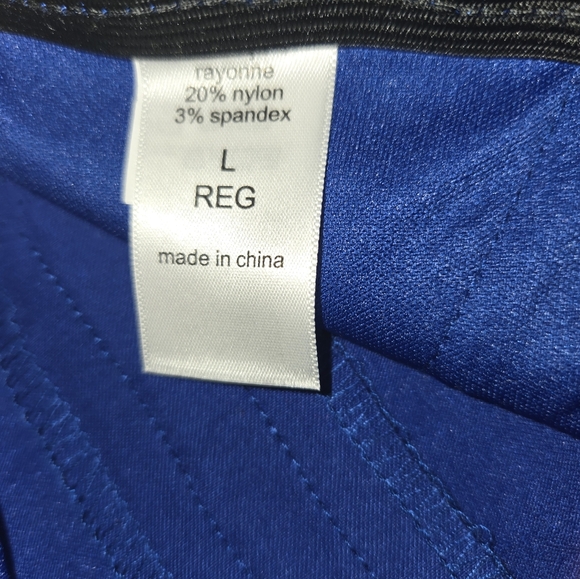 rayonne
20% nylon
3% spandex
L
REG
made in china